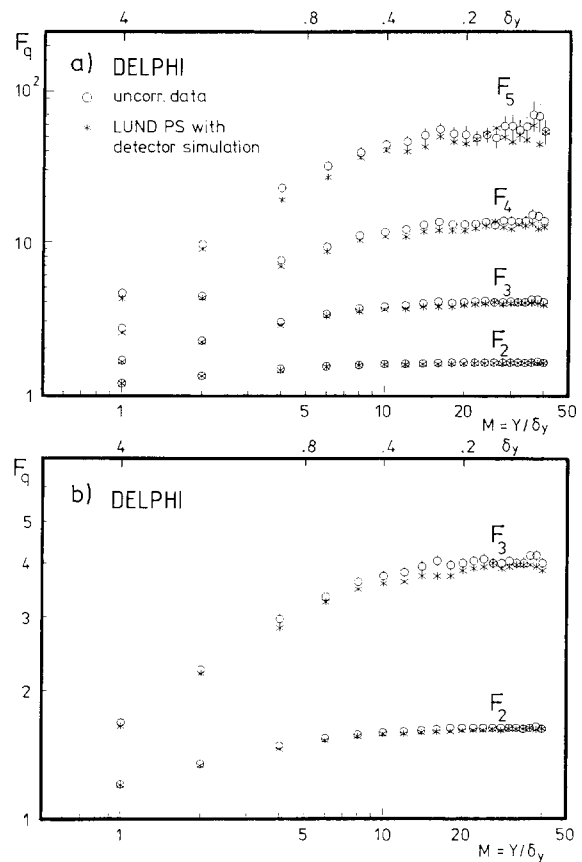 4 .8 .4 .2 δy
Fq
a) DELPHI
○ uncorr. data
* LUND PS with
detector simulation
F5
F4
F3
F2
10²
10
1
1 5 10 20 50
M = Y/δy
4 .8 .4 .2 δy
Fq
b) DELPHI
F3
F2
5
4
3
2
1
1 5 10 20 50
M = Y/δy